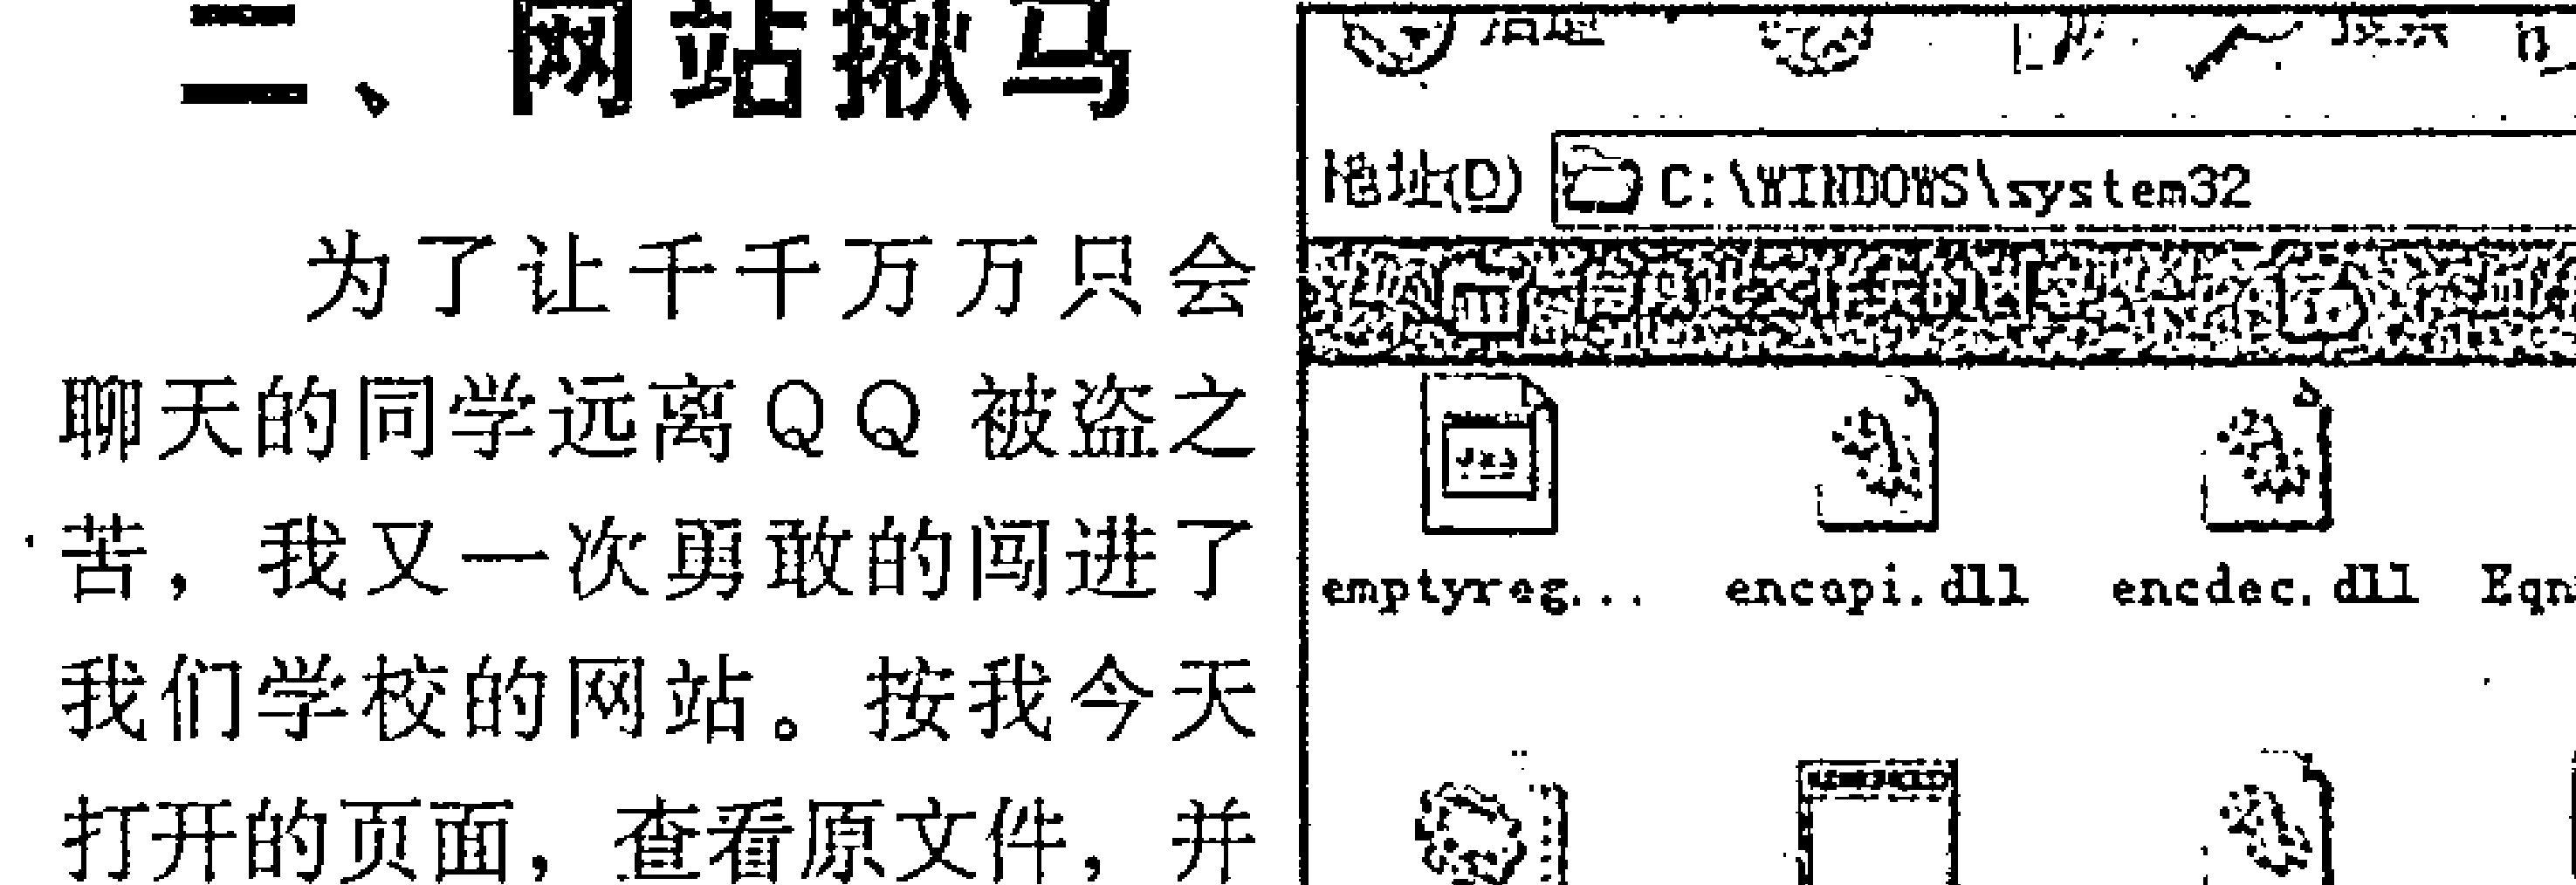 二、网站揪马
为了让千千万万只会
聊天的同学远离QQ被盗之
苦，我又一次勇敢的闯进了
我们学校的网站。按我今天
打开的页面，查看原文件，并
地址(D) C:\WINDOWS\system32
emptyreg... encapi.dll encdec.dll Eqn